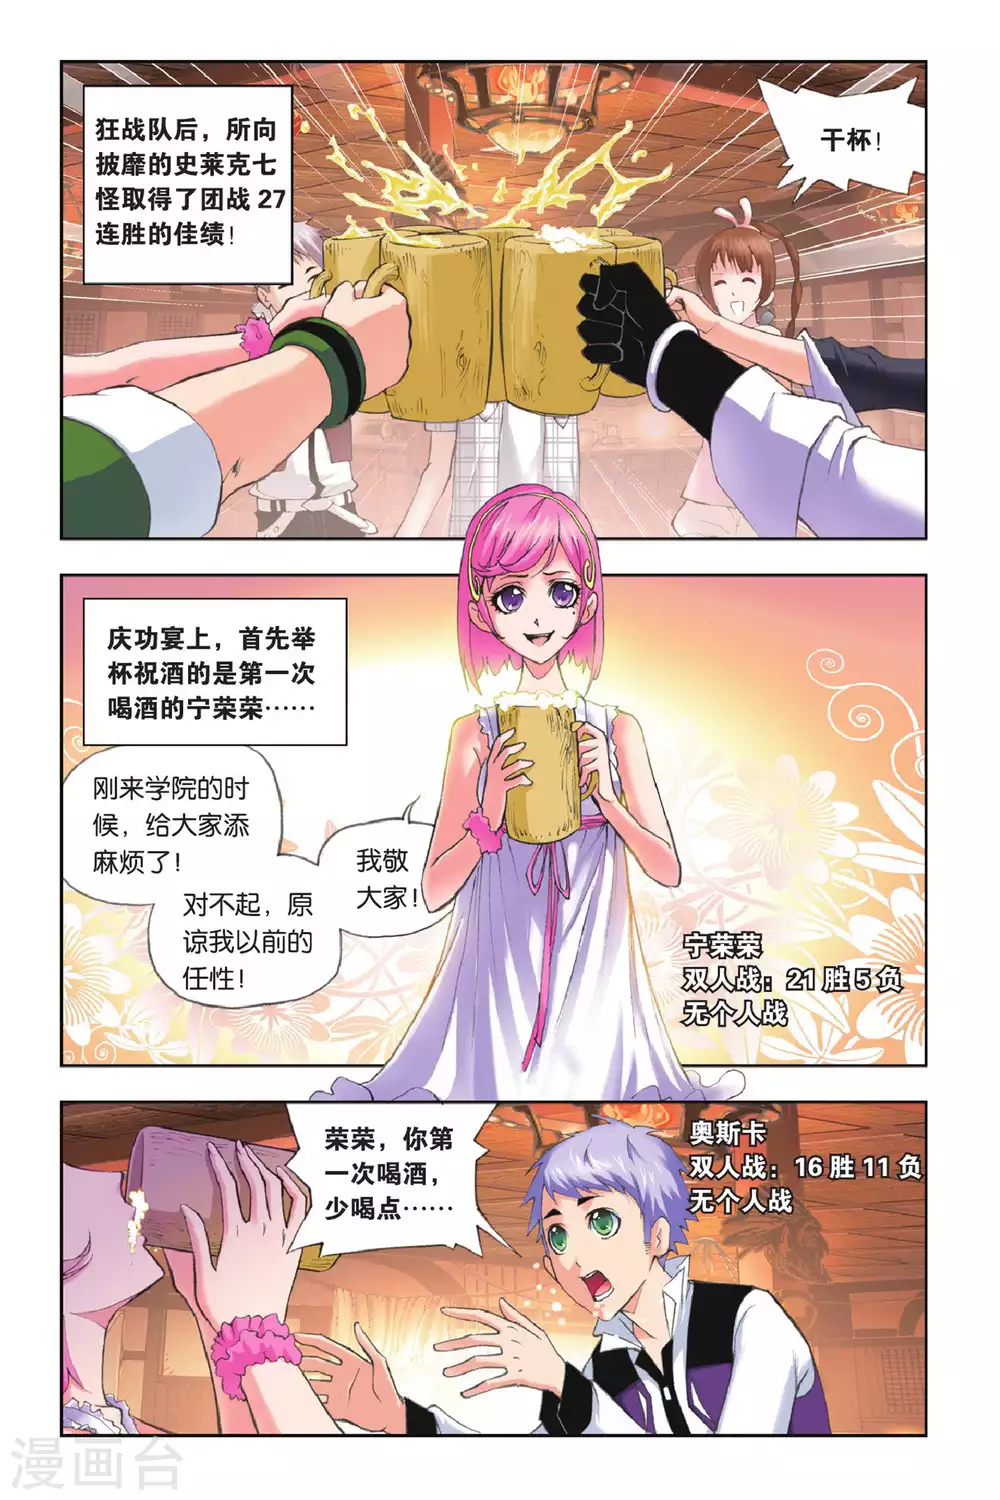 狂战队后，所向
披靡的史莱克七
怪取得了团战 27
连胜的佳绩！
干杯！
庆功宴上，首先举
杯祝酒的是第一次
喝酒的宁荣荣……
刚来学院的时
候，给大家添
麻烦了！
对不起，原
谅我以前的
任性！
我敬
大家！
宁荣荣
双人战：21 胜 5 负
无个人战
荣荣，你第
一次喝酒，
少喝点……
奥斯卡
双人战：16 胜 11 负
无个人战
漫画台